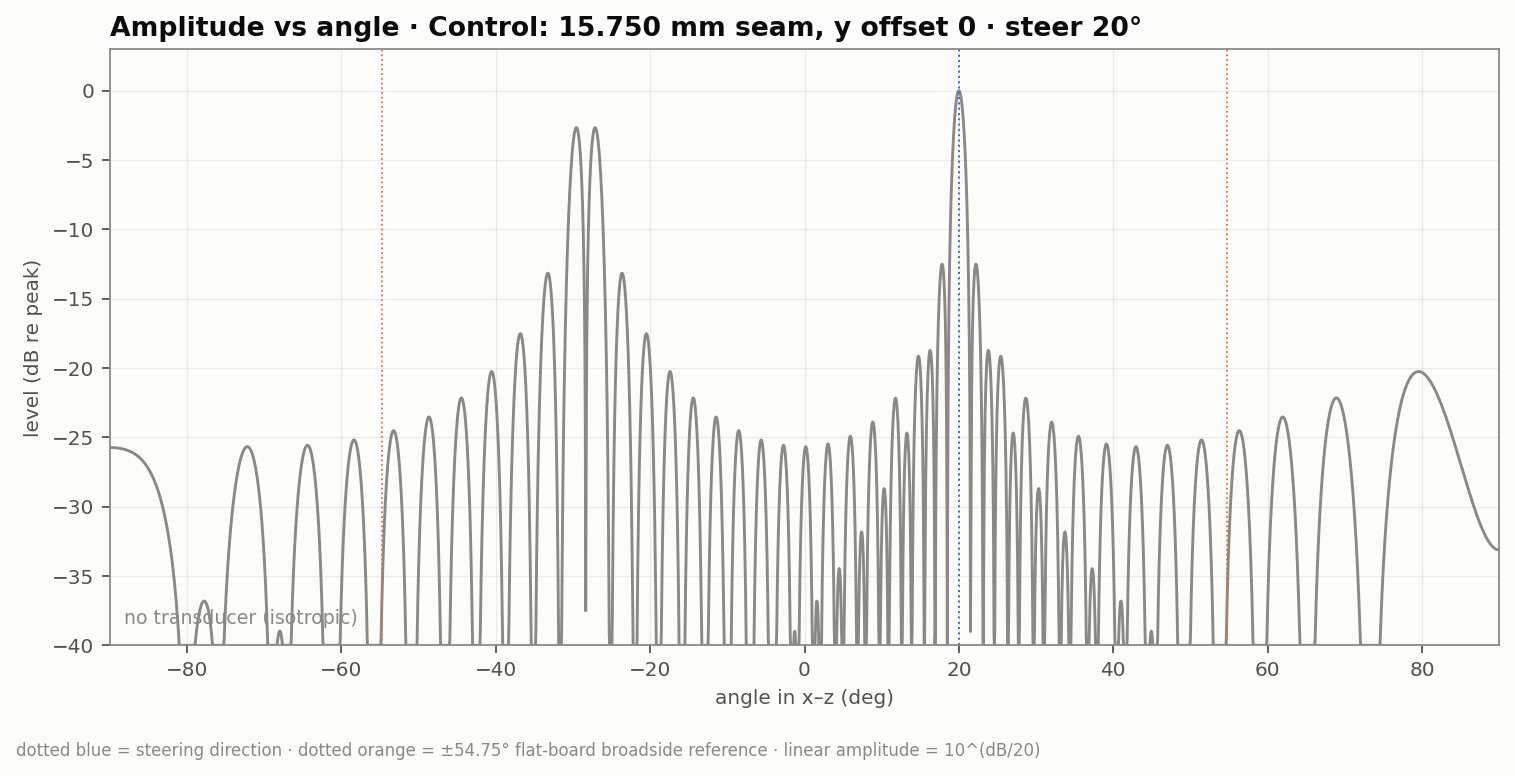 Amplitude vs angle · Control: 15.750 mm seam, y offset 0 · steer 20°
level (dB re peak)
0
−5
−10
−15
−20
−25
−30
−35
−40
no transducer (isotropic)
−80 −60 −40 −20 0 20 40 60 80
angle in x–z (deg)
dotted blue = steering direction · dotted orange = ±54.75° flat-board broadside reference · linear amplitude = 10^(dB/20)